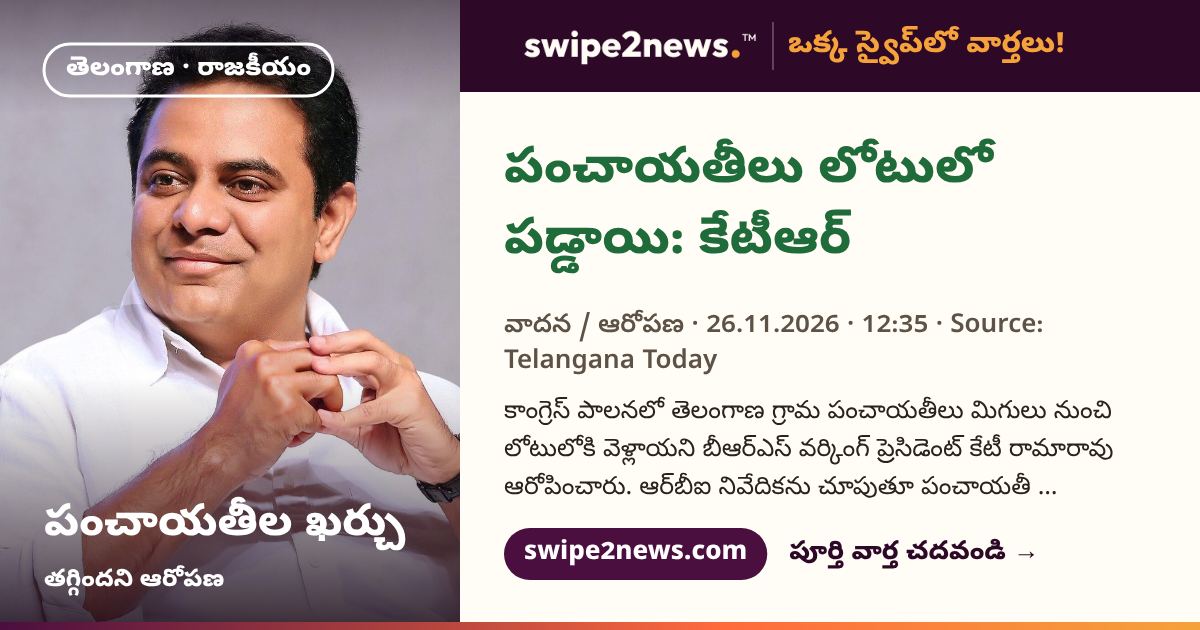 తెలంగాణ · రాజకీయం
swipe2news.™
ఒక్క స్వైప్‌లో వార్తలు!
పంచాయతీలు లోటులో
పడ్డాయి: కేటీఆర్
వాదన / ఆరోపణ · 26.11.2026 · 12:35 · Source:
Telangana Today
కాంగ్రెస్ పాలనలో తెలంగాణ గ్రామ పంచాయతీలు మిగులు నుంచి
లోటులోకి వెళ్లాయని బీఆర్ఎస్ వర్కింగ్ ప్రెసిడెంట్ కేటీ రామారావు
ఆరోపించారు. ఆర్‌బీఐ నివేదికను చూపుతూ పంచాయతీ ...
పంచాయతీల ఖర్చు
తగ్గిందని ఆరోపణ
swipe2news.com
పూర్తి వార్త చదవండి →